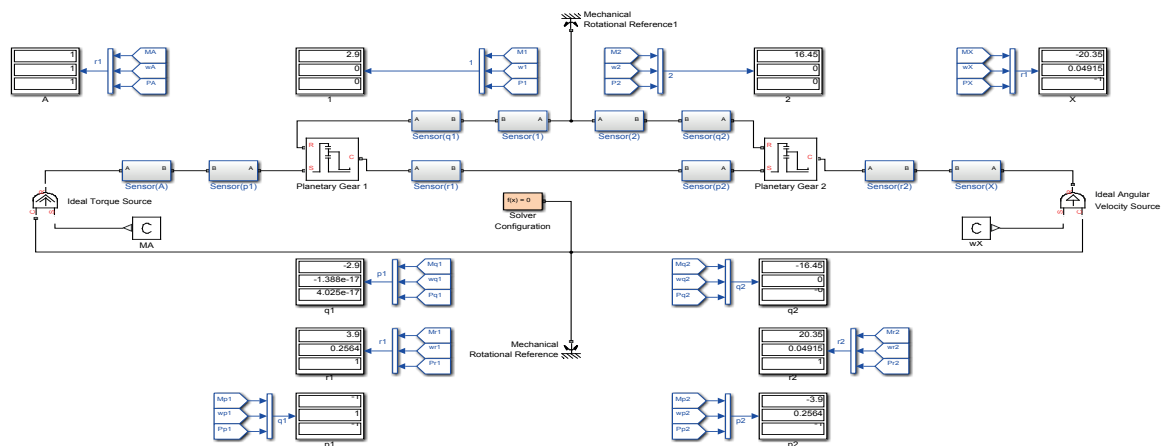 Mechanical
Rotational Reference1
1
1
1
A
r1
MA
wA
PA
2.9
0
0
1
1
M1
w1
P1
M2
w2
P2
2
16.45
0
0
2
MX
wX
PX
r1
-20.35
0.04915
-1
X
A B
Sensor(q1)
B A
Sensor(1)
A B
Sensor(2)
B A
Sensor(q2)
A B
Sensor(A)
B A
Sensor(p1)
R
S
C
Planetary Gear 1
A B
Sensor(r1)
B A
Sensor(p2)
R
S
C
Planetary Gear 2
A B
Sensor(r2)
B A
Sensor(X)
Ideal Torque Source
C
MA
f(x) = 0
Solver
Configuration
C
wX
Ideal Angular
Velocity Source
-2.9
-1.388e-17
4.025e-17
q1
p1
Mq1
wq1
Pq1
Mq2
wq2
Pq2
q2
-16.45
0
-0
q2
3.9
0.2564
1
r1
r1
Mr1
wr1
Pr1
Mechanical
Rotational Reference
20.35
0.04915
1
r2
r2
Mr2
wr2
Pr2
Mp1
wp1
Pp1
q1
-1
1
-1
p1
Mp2
wp2
Pp2
p2
-3.9
0.2564
-1
p2